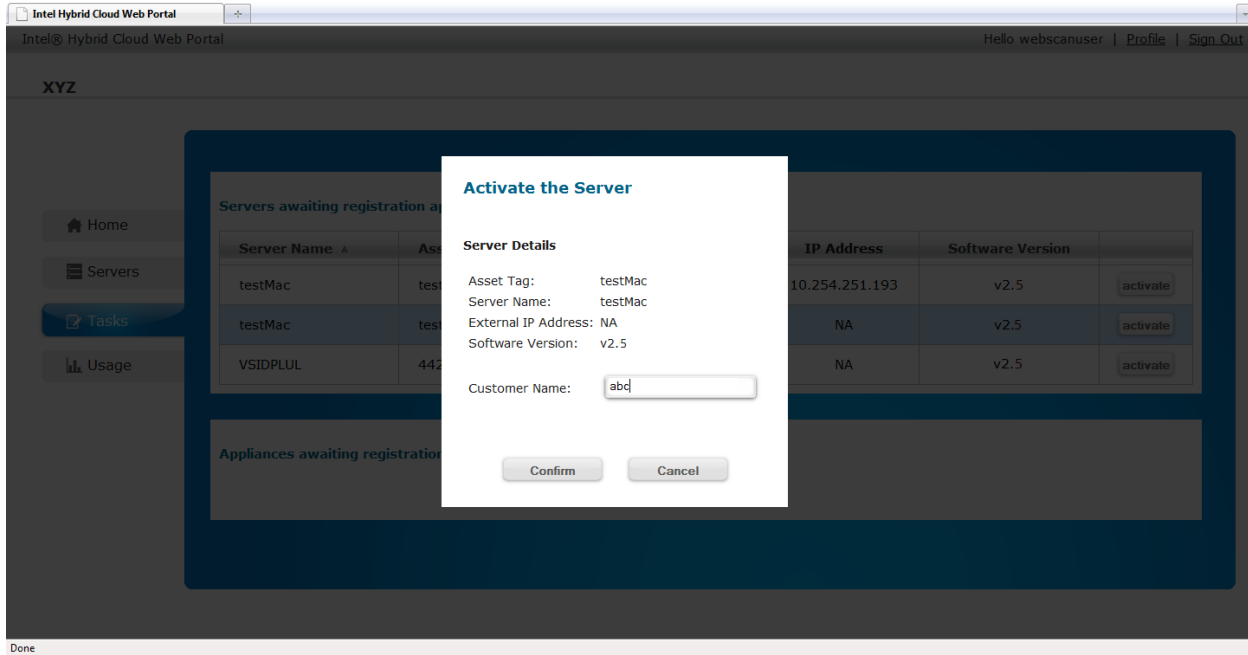 Intel Hybrid Cloud Web Portal
Intel® Hybrid Cloud Web Portal
Hello webscanuser | Profile | Sign Out
XYZ
Home
Servers
Tasks
Usage
Servers awaiting registration
Server Name IP Address Software Version
testMac 10.254.251.193 v2.5 activate
testMac NA v2.5 activate
VSIDPLUL 442 NA v2.5 activate
Appliances awaiting registration
Activate the Server
Server Details
Asset Tag: testMac
Server Name: testMac
External IP Address: NA
Software Version: v2.5
Customer Name: abc
Confirm Cancel
Done